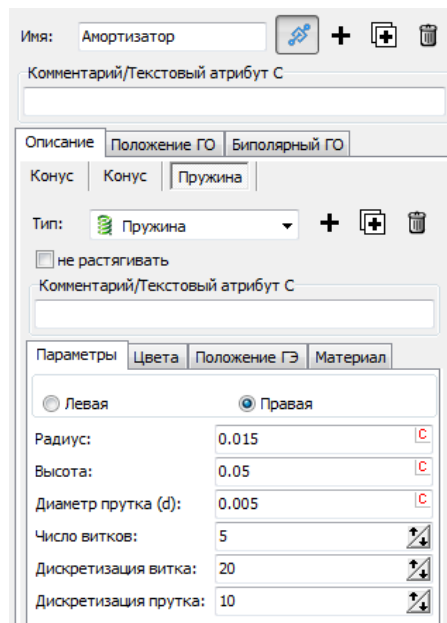 Имя: Амортизатор
Комментарий/Текстовый атрибут C
Описание Положение ГО Биполярный ГО
Конус Конус Пружина
Тип: Пружина
не растягивать
Комментарий/Текстовый атрибут C
Параметры Цвета Положение ГЭ Материал
Левая Правая
Радиус: 0.015 C
Высота: 0.05 C
Диаметр прутка (d): 0.005 C
Число витков: 5
Дискретизация витка: 20
Дискретизация прутка: 10